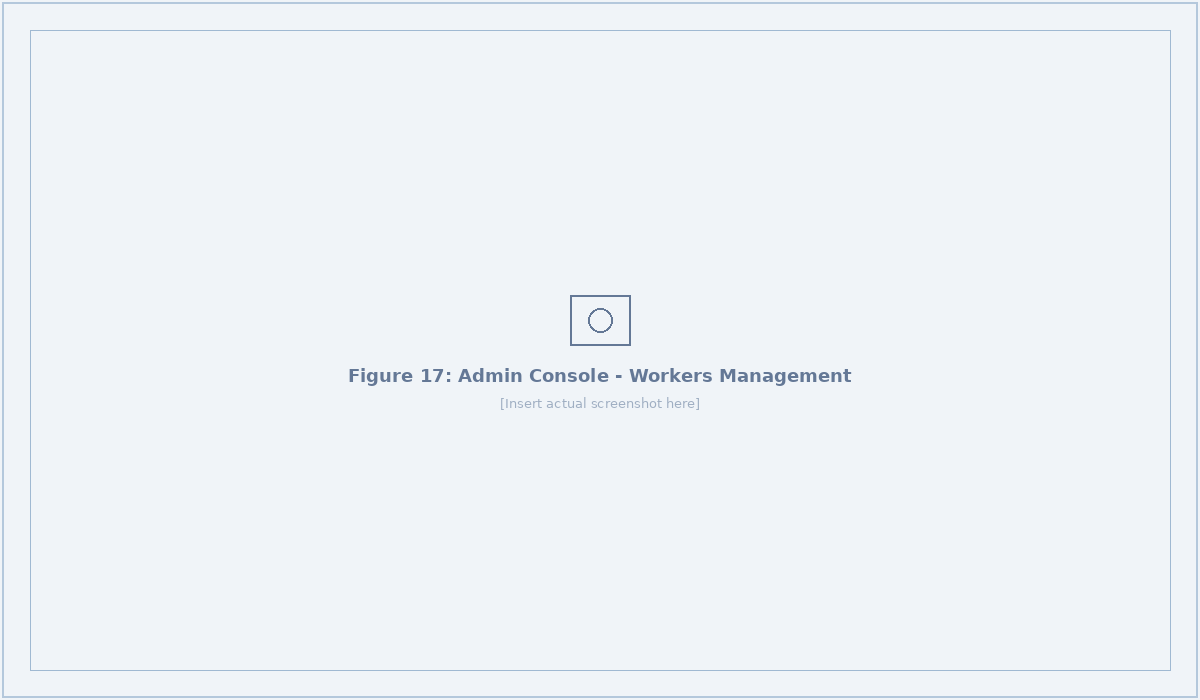 Figure 17: Admin Console - Workers Management
[Insert actual screenshot here]